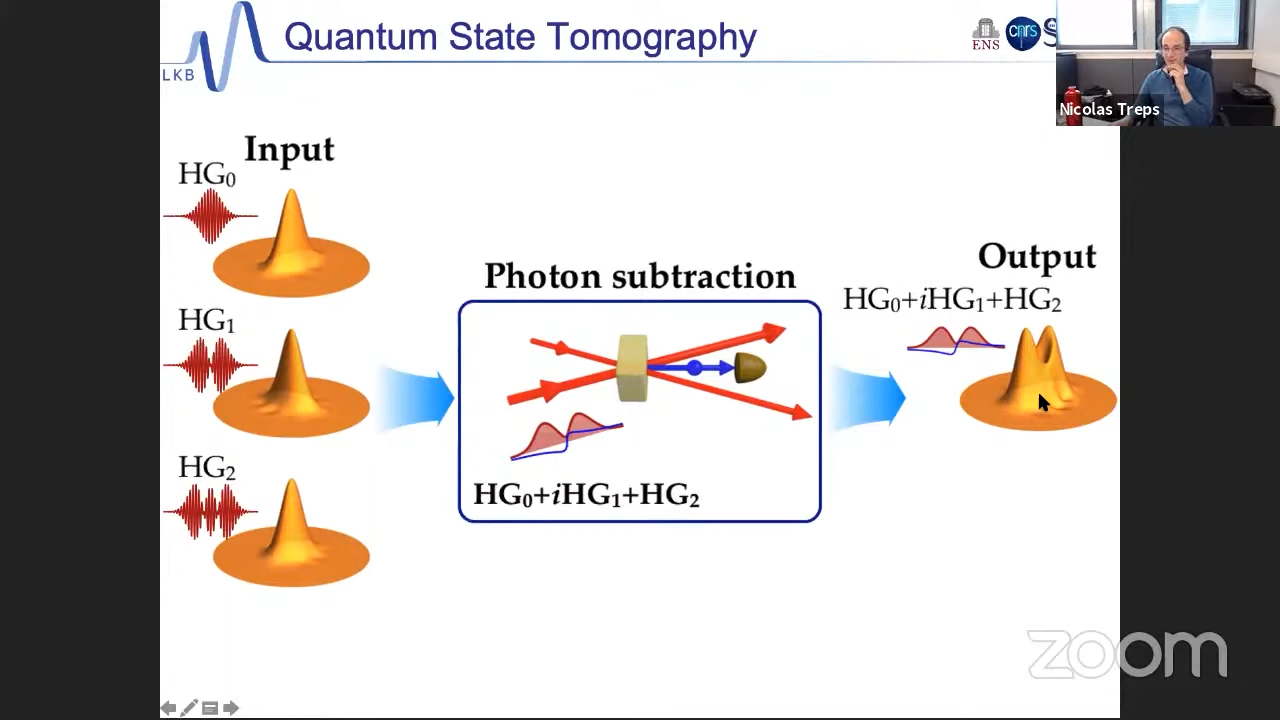 Quantum State Tomography
LKB
ENS
cnrs
S
Nicolas Treps
Input
HG₀
HG₁
HG₂
Photon subtraction
HG₀+iHG₁+HG₂
Output
HG₀+iHG₁+HG₂
zoom